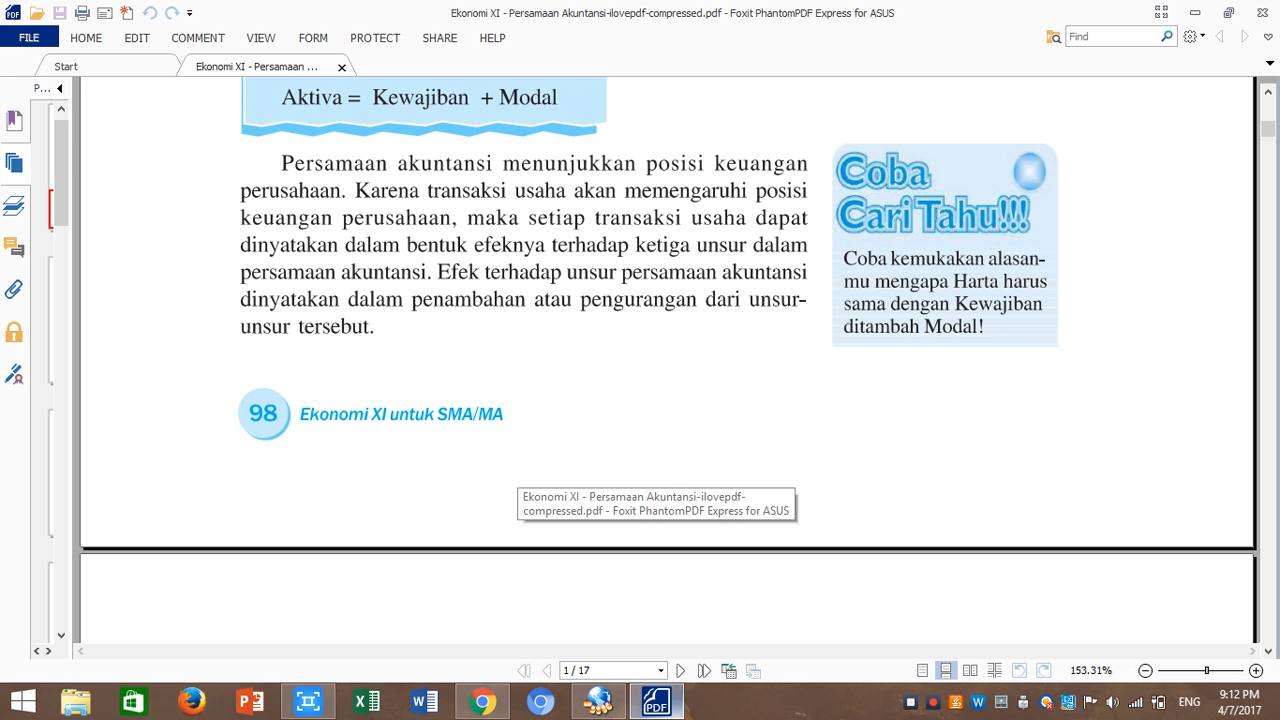 Ekonomi XI - Persamaan Akuntansi-ilovepdf-compressed.pdf - Foxit PhantomPDF Express for ASUS
FILE HOME EDIT COMMENT VIEW FORM PROTECT SHARE HELP
Find
Start
Ekonomi XI - Persamaan ...
P...
Aktiva = Kewajiban + Modal
Persamaan akuntansi menunjukkan posisi keuangan
perusahaan. Karena transaksi usaha akan memengaruhi posisi
keuangan perusahaan, maka setiap transaksi usaha dapat
dinyatakan dalam bentuk efeknya terhadap ketiga unsur dalam
persamaan akuntansi. Efek terhadap unsur persamaan akuntansi
dinyatakan dalam penambahan atau pengurangan dari unsur-
unsur tersebut.
Coba
Cari Tahu!!!
Coba kemukakan alasan-
mu mengapa Harta harus
sama dengan Kewajiban
ditambah Modal!
98
Ekonomi XI untuk SMA/MA
Ekonomi XI - Persamaan Akuntansi-ilovepdf-
compressed.pdf - Foxit PhantomPDF Express for ASUS
1 / 17
153.31%
ENG
9:12 PM
4/7/2017